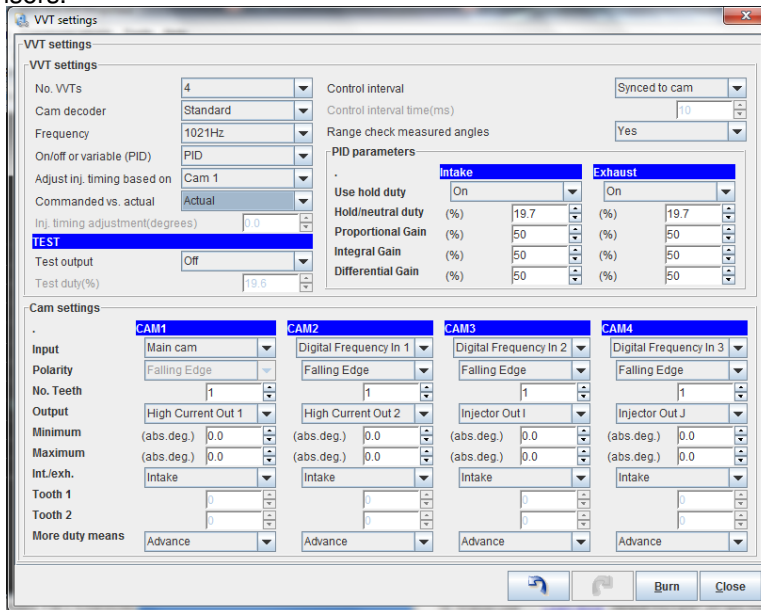 isers.
VVT settings
VVT settings
VVT settings
No. VVTs 4 Control interval Synced to cam
Cam decoder Standard Control interval time(ms) 10
Frequency 1021Hz Range check measured angles Yes
On/off or variable (PID) PID PID parameters
Adjust inj. timing based on Cam 1 . Intake Exhaust
Commanded vs. actual Actual Use hold duty On On
Inj. timing adjustment(degrees) 0.0 Hold/neutral duty (%) 19.7 (%) 19.7
TEST Proportional Gain (%) 50 (%) 50
Test output Off Integral Gain (%) 50 (%) 50
Test duty(%) 19.6 Differential Gain (%) 50 (%) 50
Cam settings
. CAM1 CAM2 CAM3 CAM4
Input Main cam Digital Frequency In 1 Digital Frequency In 2 Digital Frequency In 3
Polarity Falling Edge Falling Edge Falling Edge Falling Edge
No. Teeth 1 1 1 1
Output High Current Out 1 High Current Out 2 Injector Out I Injector Out J
Minimum (abs.deg.) 0.0 (abs.deg.) 0.0 (abs.deg.) 0.0 (abs.deg.) 0.0
Maximum (abs.deg.) 0.0 (abs.deg.) 0.0 (abs.deg.) 0.0 (abs.deg.) 0.0
Int./exh. Intake Intake Intake Intake
Tooth 1 0 0 0 0
Tooth 2 0 0 0 0
More duty means Advance Advance Advance Advance
Burn Close